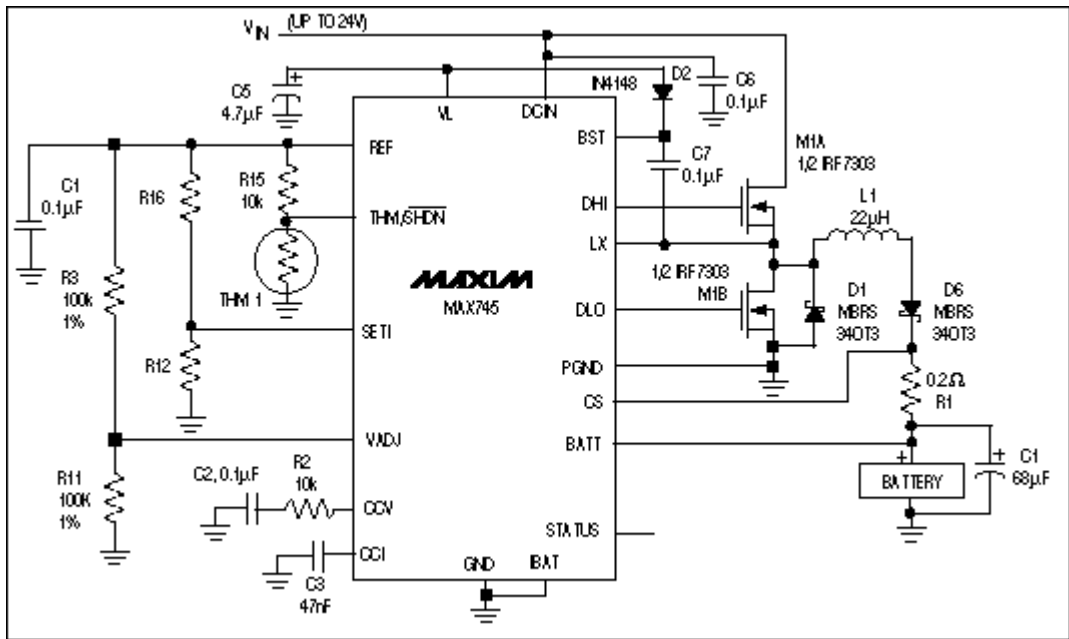 VIN (UP TO 24V)
C5
4.7µF
+
VL
DCIN
IN4148
D2
C6
0.1µF
REF
BST
C7
0.1µF
M1A
1/2 IRF7303
C1
0.1µF
R16
R15
10k
THM/SHDN
DHI
L1
22µH
LX
R3
100k
1%
THM 1
MAXIM
MAX745
1/2 IRF7303
M1B
DLO
D1
MBRS
340T3
D6
MBRS
340T3
SETI
R12
PGND
CS
0.2Ω
R1
VADJ
BATT
R11
100K
1%
C2, 0.1µF
R2
10k
CCV
+
BATTERY
+
C1
68µF
STATUS
CCI
C3
47nF
GND
IBAT